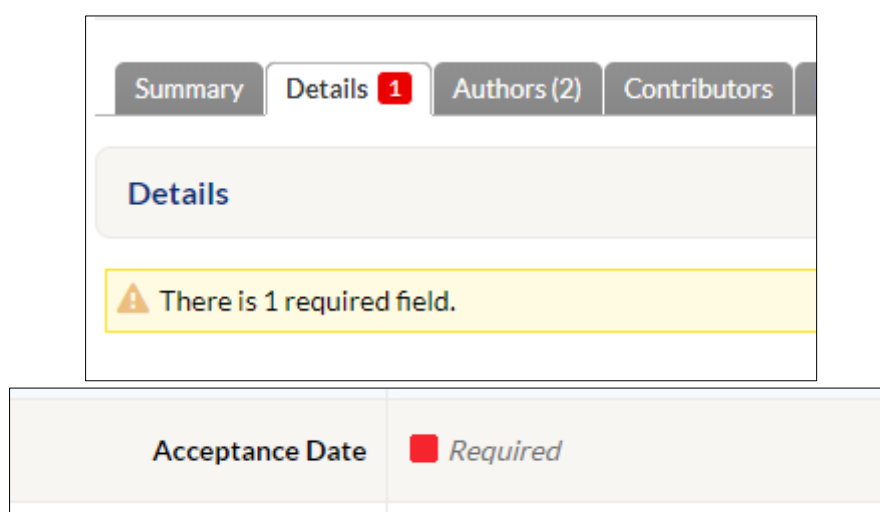 Summary Details 1 Authors (2) Contributors
Details
There is 1 required field.
Acceptance Date Required